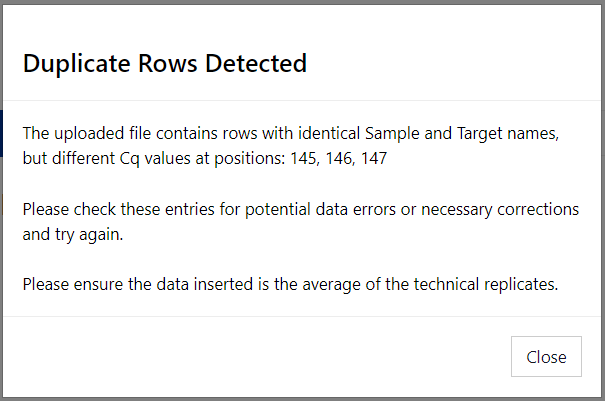 Duplicate Rows Detected
The uploaded file contains rows with identical Sample and Target names,
but different Cq values at positions: 145, 146, 147
Please check these entries for potential data errors or necessary corrections
and try again.
Please ensure the data inserted is the average of the technical replicates.
Close